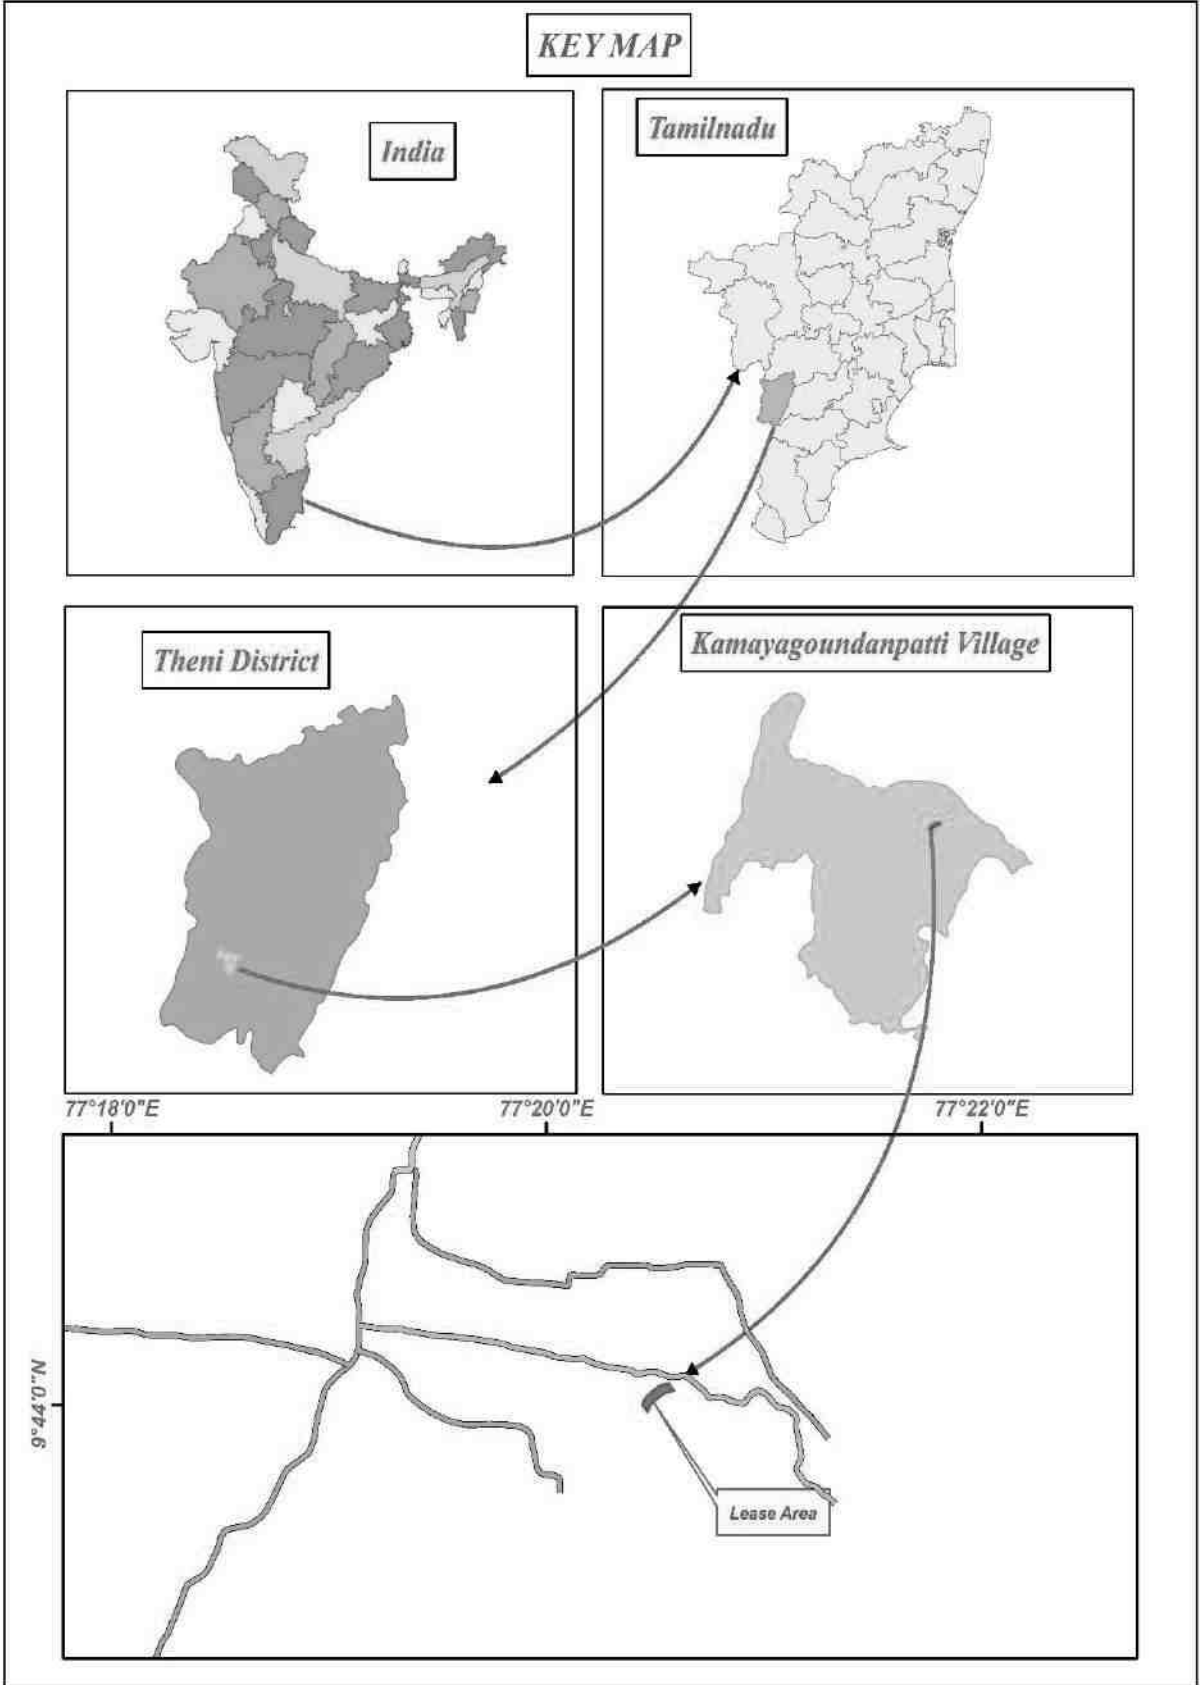 KEY MAP
India
Tamilnadu
Theni District
Kamayagoundanpatti Village
77°18'0"E
77°20'0"E
77°22'0"E
9°44'0"N
Lease Area